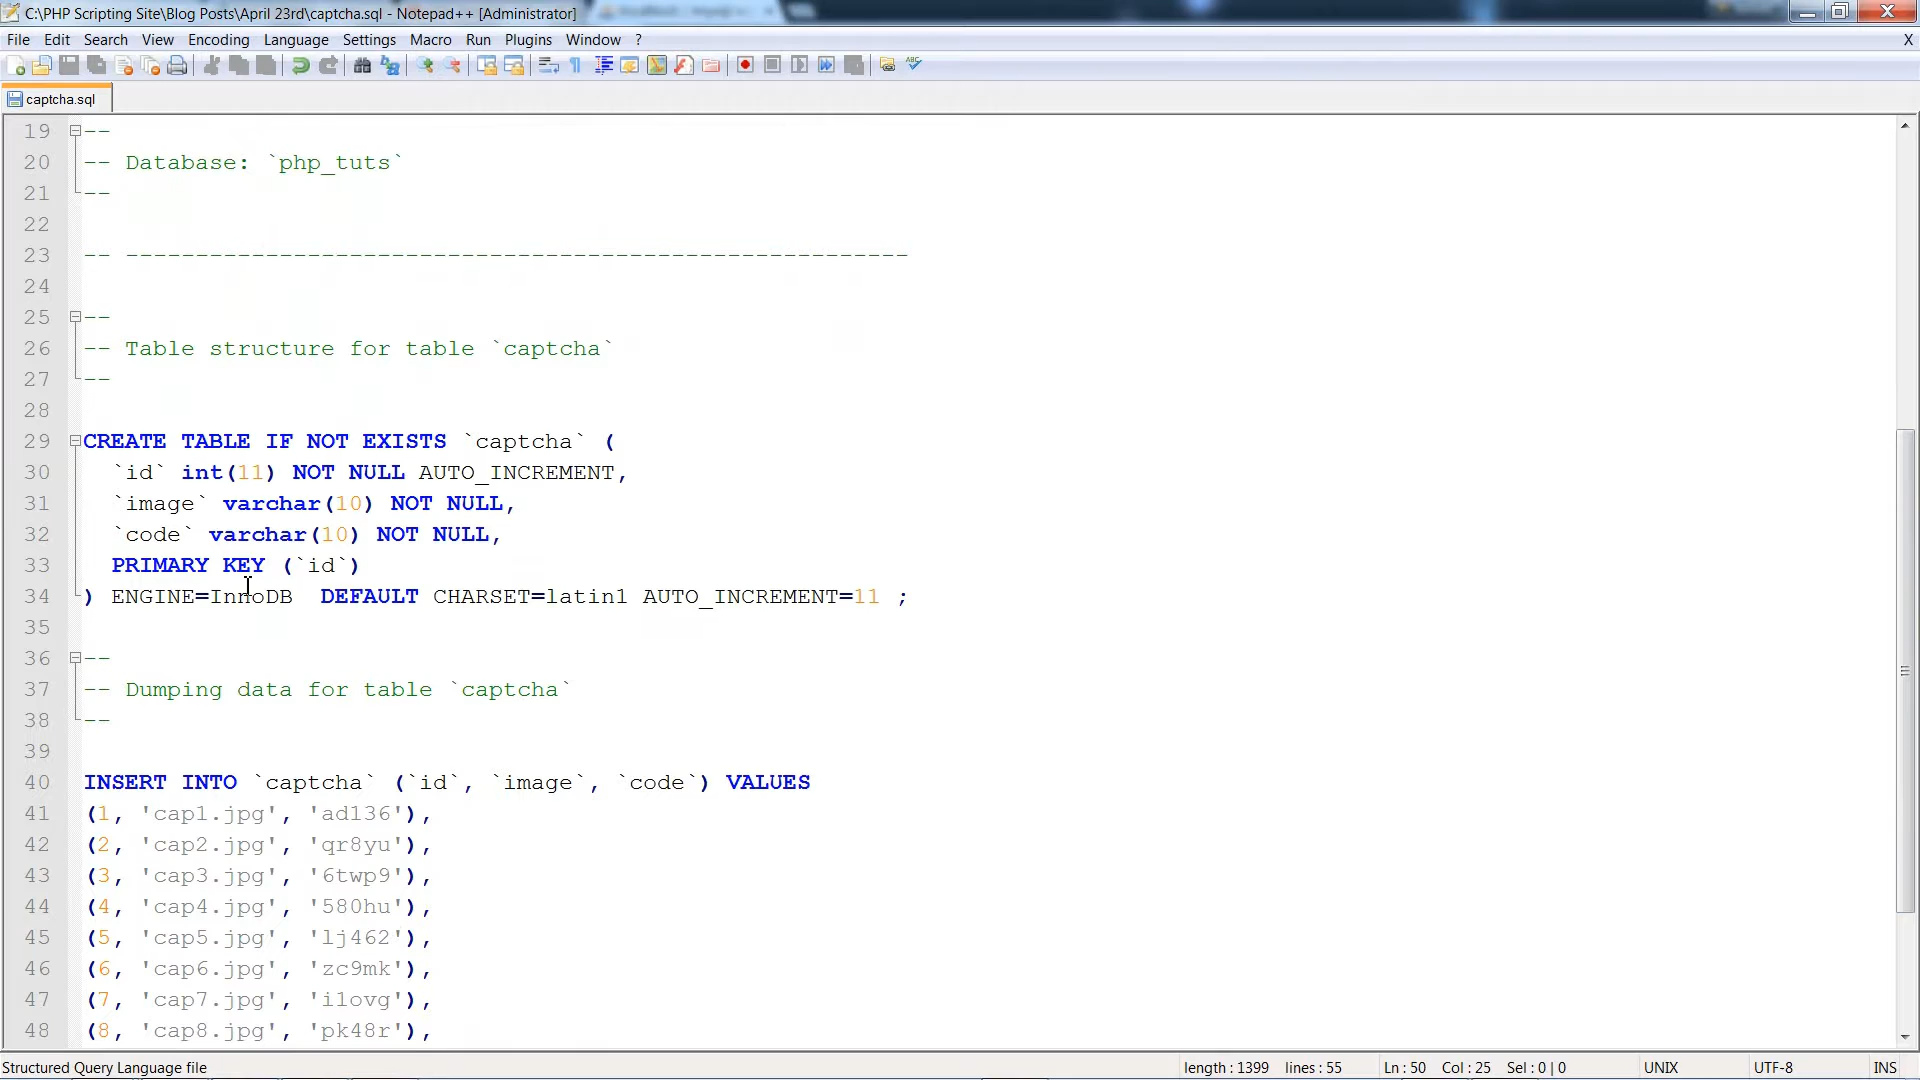 C:\PHP Scripting Site\Blog Posts\April 23rd\captcha.sql - Notepad++ [Administrator]
File Edit Search View Encoding Language Settings Macro Run Plugins Window ? X
captcha.sql
19 --
20 -- Database: `php_tuts`
21 --
22
23 -- --------------------------------------------------------
24
25 --
26 -- Table structure for table `captcha`
27 --
28
29 CREATE TABLE IF NOT EXISTS `captcha` (
30 `id` int(11) NOT NULL AUTO_INCREMENT,
31 `image` varchar(10) NOT NULL,
32 `code` varchar(10) NOT NULL,
33 PRIMARY KEY (`id`)
34 ) ENGINE=InnoDB  DEFAULT CHARSET=latin1 AUTO_INCREMENT=11 ;
35
36 --
37 -- Dumping data for table `captcha`
38 --
39
40 INSERT INTO `captcha` (`id`, `image`, `code`) VALUES
41 (1, 'cap1.jpg', 'ad136'),
42 (2, 'cap2.jpg', 'qr8yu'),
43 (3, 'cap3.jpg', '6twp9'),
44 (4, 'cap4.jpg', '580hu'),
45 (5, 'cap5.jpg', 'lj462'),
46 (6, 'cap6.jpg', 'zc9mk'),
47 (7, 'cap7.jpg', 'i1ovg'),
48 (8, 'cap8.jpg', 'pk48r'),
Structured Query Language file length : 1399 lines : 55 Ln : 50 Col : 25 Sel : 0 | 0 UNIX UTF-8 INS